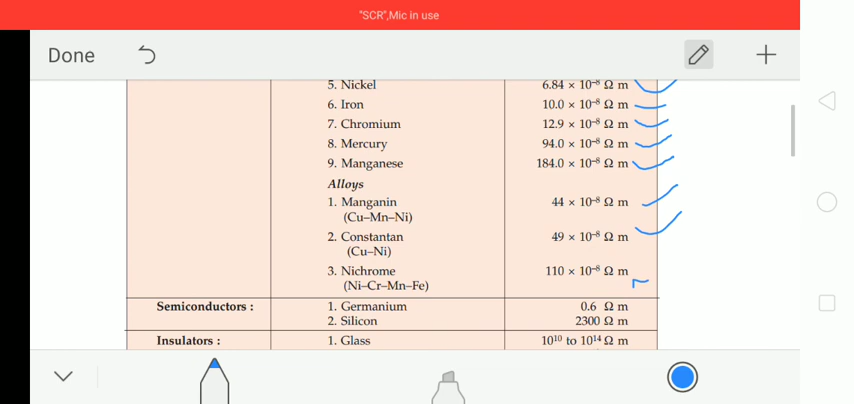 "SCR",Mic in use
Done
5. Nickel 6.84 × 10⁻⁸ Ω m
6. Iron 10.0 × 10⁻⁸ Ω m
7. Chromium 12.9 × 10⁻⁸ Ω m
8. Mercury 94.0 × 10⁻⁸ Ω m
9. Manganese 184.0 × 10⁻⁸ Ω m
Alloys
1. Manganin 44 × 10⁻⁸ Ω m
(Cu–Mn–Ni)
2. Constantan 49 × 10⁻⁸ Ω m
(Cu–Ni)
3. Nichrome 110 × 10⁻⁸ Ω m
(Ni–Cr–Mn–Fe)
Semiconductors : 1. Germanium 0.6 Ω m
2. Silicon 2300 Ω m
Insulators : 1. Glass 10¹⁰ to 10¹⁴ Ω m